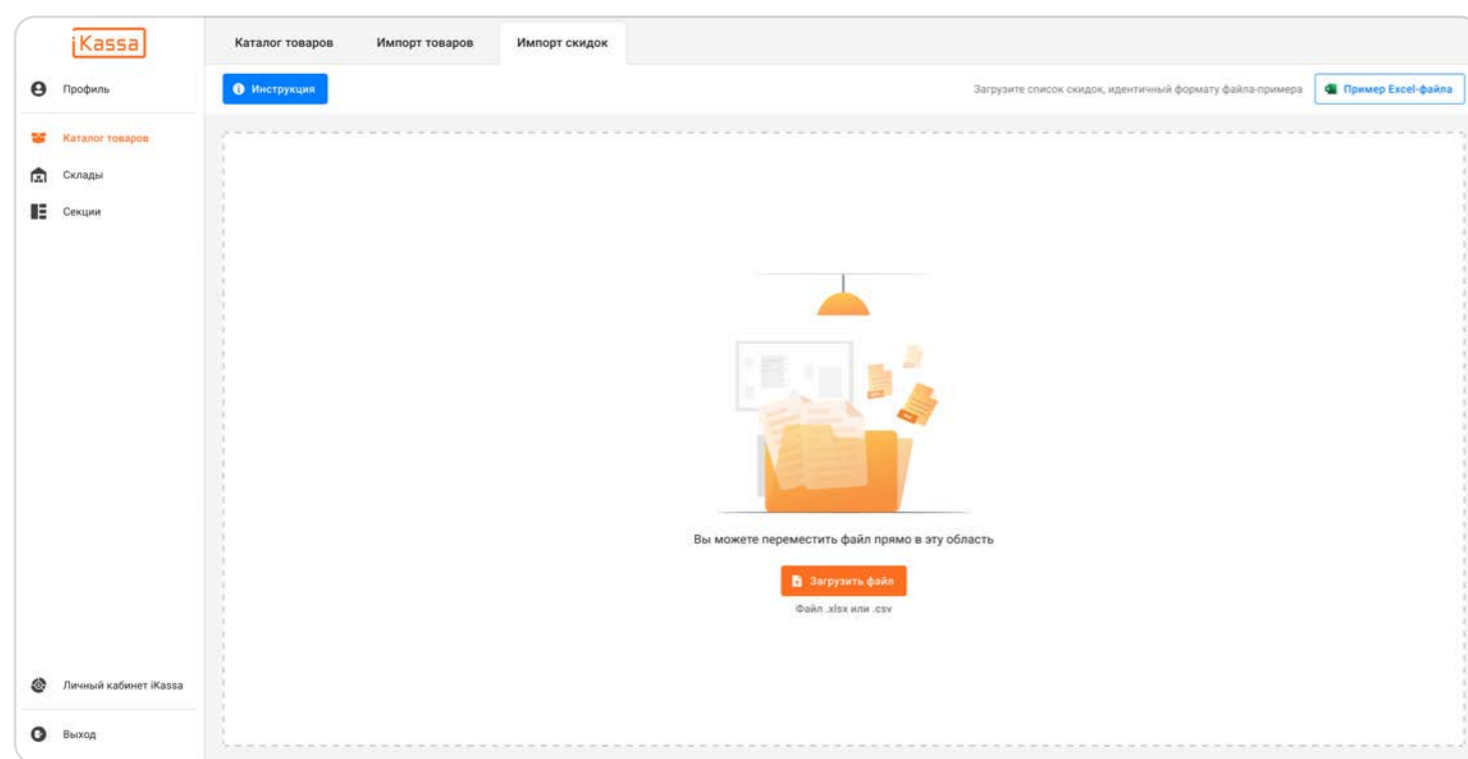 iKassa
Каталог товаров
Импорт товаров
Импорт скидок
Профиль
Инструкция
Загрузите список скидок, идентичный формату файла-примера
Пример Excel-файла
Каталог товаров
Склады
Секции
Вы можете переместить файл прямо в эту область
Загрузить файл
Файл .xlsx или .csv
Личный кабинет iKassa
Выход